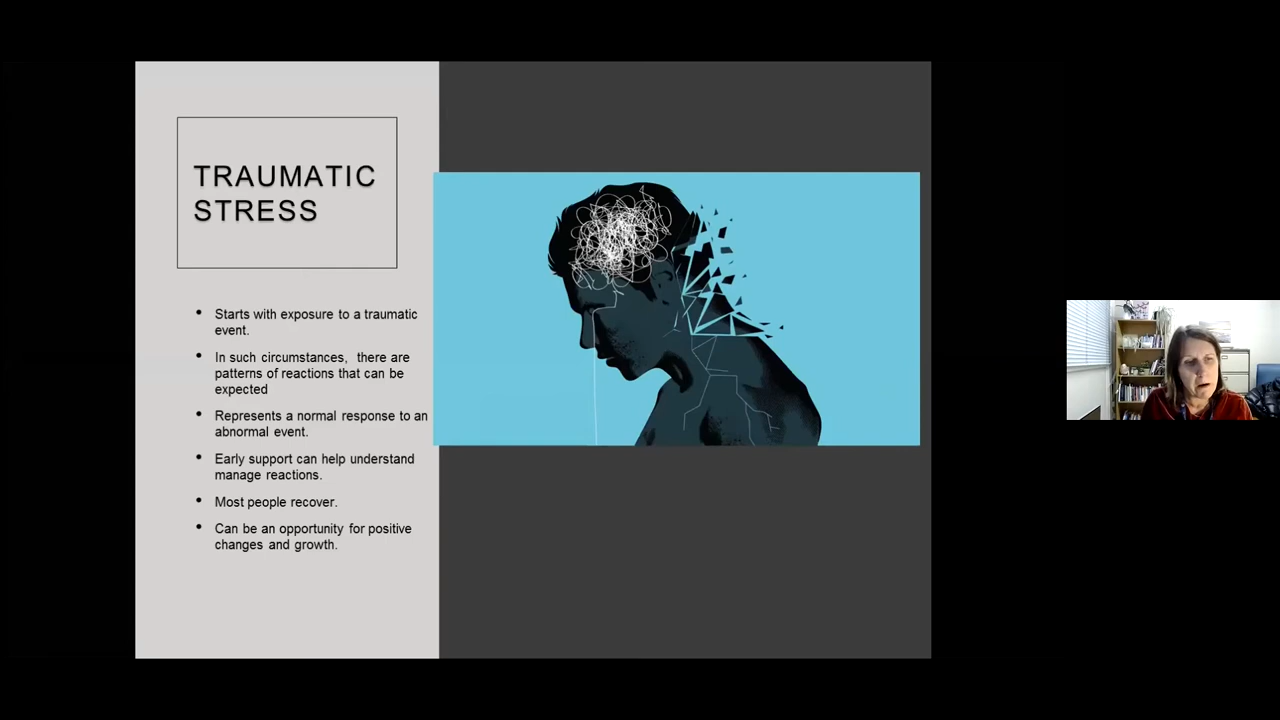 TRAUMATIC
STRESS
• Starts with exposure to a traumatic
event.
• In such circumstances, there are
patterns of reactions that can be
expected
• Represents a normal response to an
abnormal event.
• Early support can help understand
manage reactions.
• Most people recover.
• Can be an opportunity for positive
changes and growth.